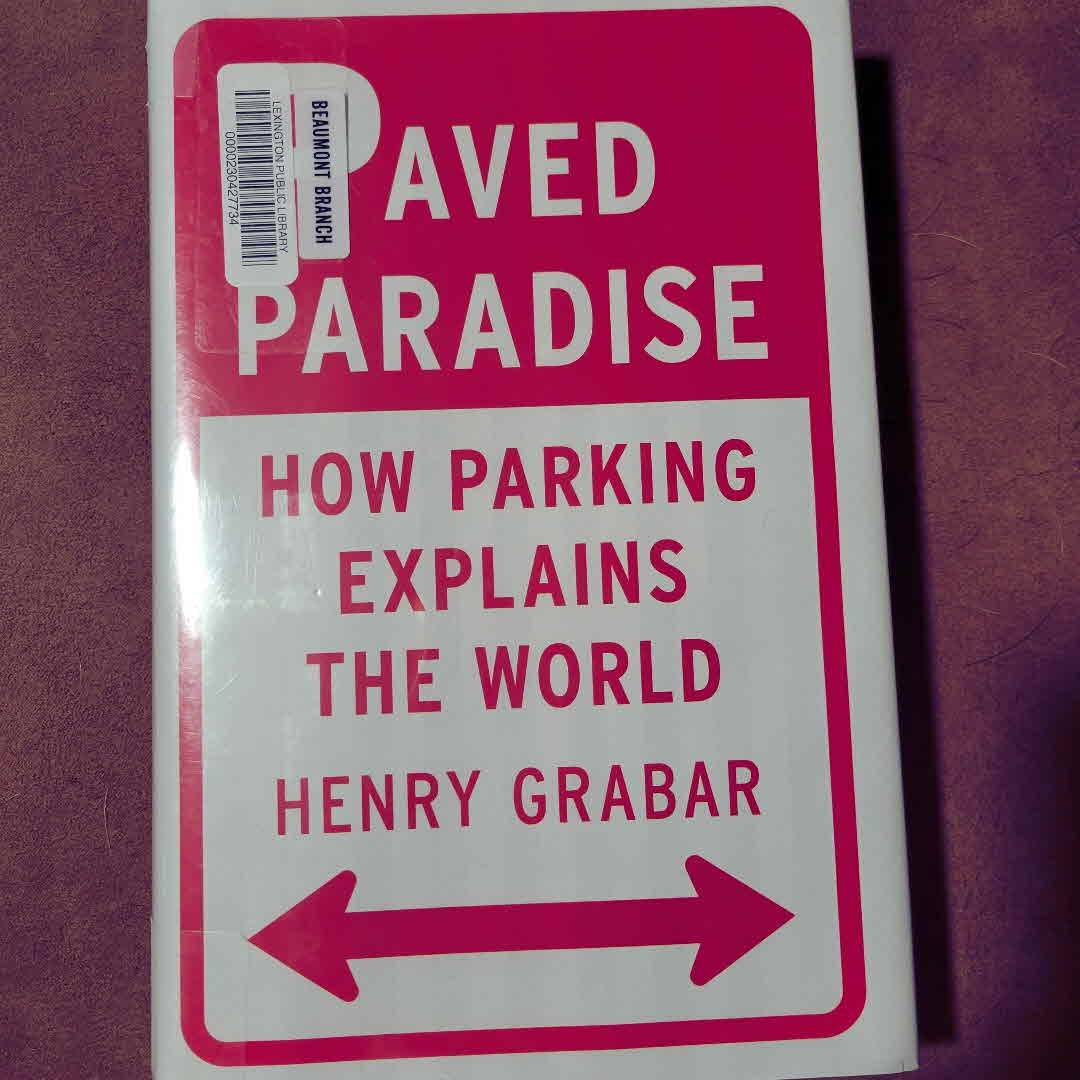 PAVED
PARADISE
HOW PARKING
EXPLAINS
THE WORLD
HENRY GRABAR
BEAUMONT BRANCH
LEXINGTON PUBLIC LIBRARY
0000230427734